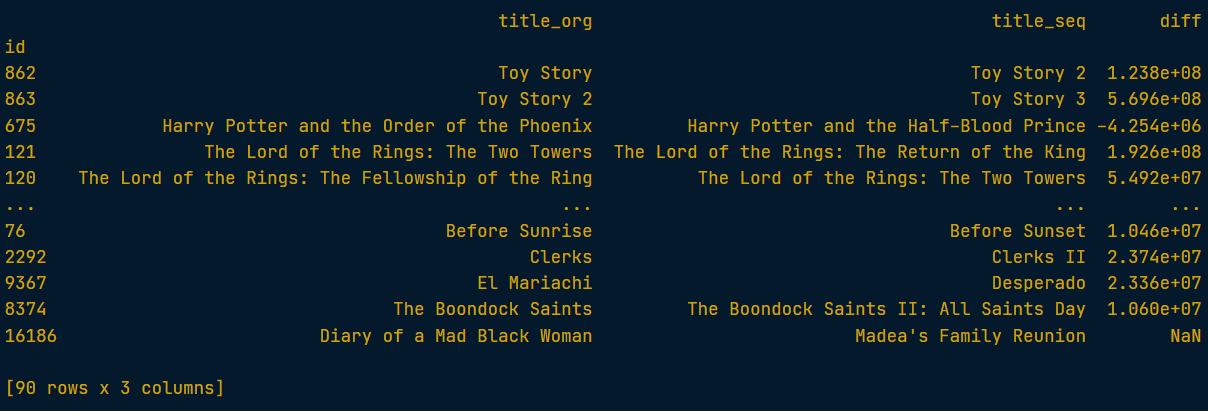 title_org title_seq diff
id
862 Toy Story Toy Story 2 1.238e+08
863 Toy Story 2 Toy Story 3 5.696e+08
675 Harry Potter and the Order of the Phoenix Harry Potter and the Half-Blood Prince -4.254e+06
121 The Lord of the Rings: The Two Towers The Lord of the Rings: The Return of the King 1.926e+08
120 The Lord of the Rings: The Fellowship of the Ring The Lord of the Rings: The Two Towers 5.492e+07
... ... ... ...
76 Before Sunrise Before Sunset 1.046e+07
2292 Clerks Clerks II 2.374e+07
9367 El Mariachi Desperado 2.336e+07
8374 The Boondock Saints The Boondock Saints II: All Saints Day 1.060e+07
16186 Diary of a Mad Black Woman Madea's Family Reunion NaN
[90 rows x 3 columns]